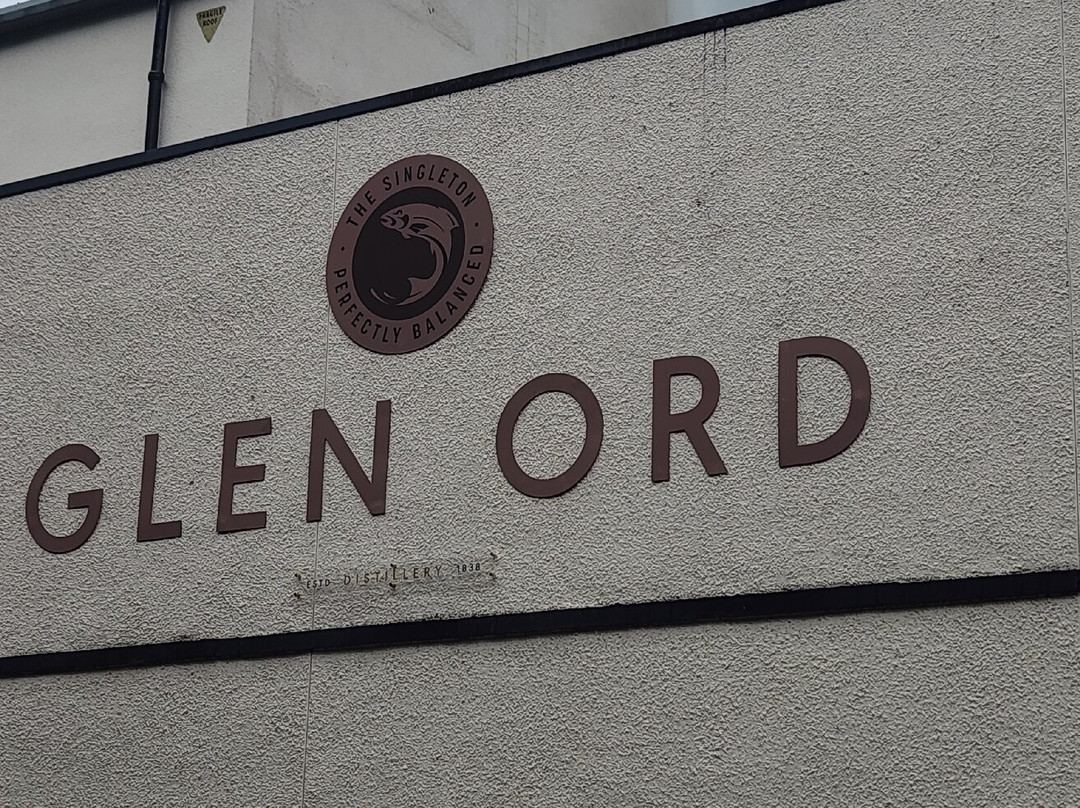 FRAGILE
ROOF
THE SINGLETON
PERFECTLY BALANCED
GLEN ORD
ESTD DISTILLERY 1838